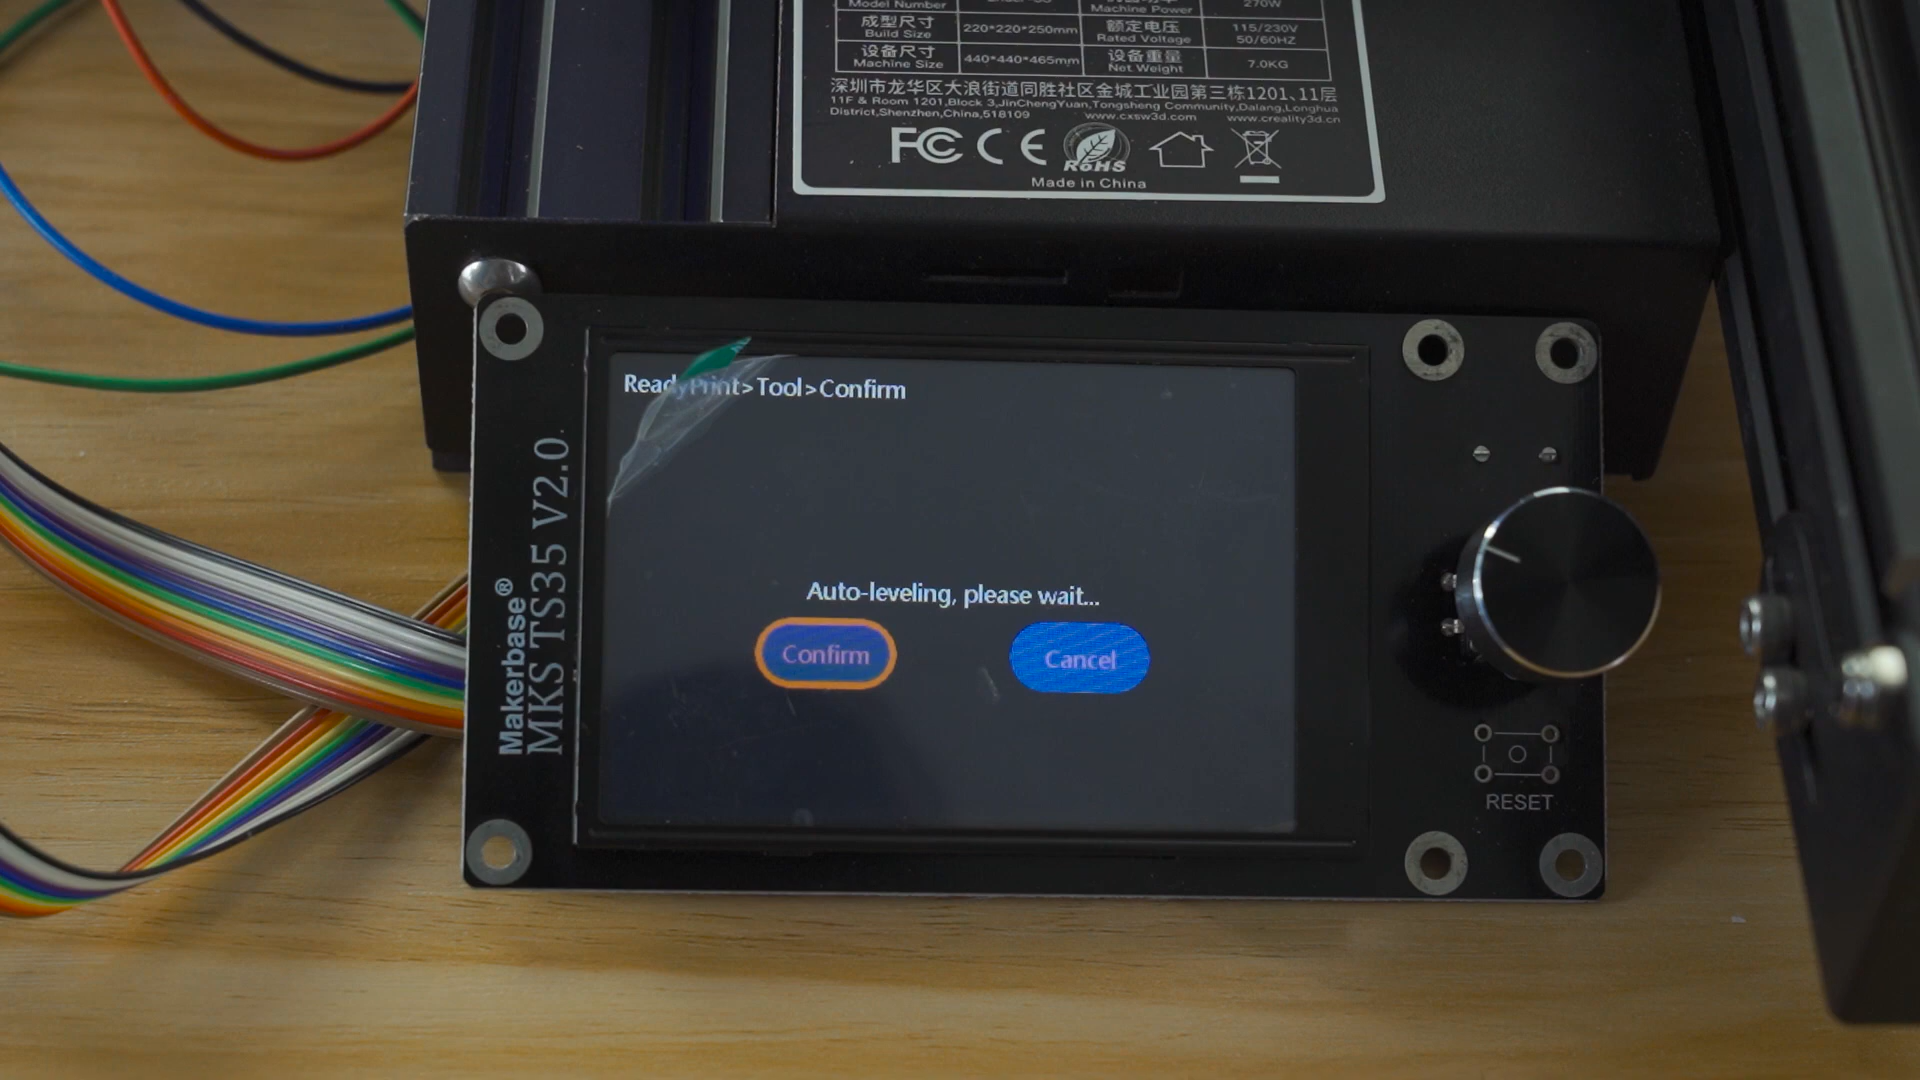 Model Number
Machine Power
270W
成型尺寸
Build Size
220*220*250mm
额定电压
Rated Voltage
115/230V
50/60HZ
设备尺寸
Machine Size
440*440*465mm
设备重量
Net Weight
7.0KG
深圳市龙华区大浪街道同胜社区金城工业园第三栋1201、11层
11F & Room 1201,Block 3,JinChengYuan,Tongsheng Community,Dalang,Longhua
District,Shenzhen,China,518109 www.cxsw3d.com www.creality3d.cn
FC CE RoHS
Made in China
ReadyPrint>Tool>Confirm
Auto-leveling, please wait...
Confirm
Cancel
Makerbase®
MKS TS35 V2.0
RESET